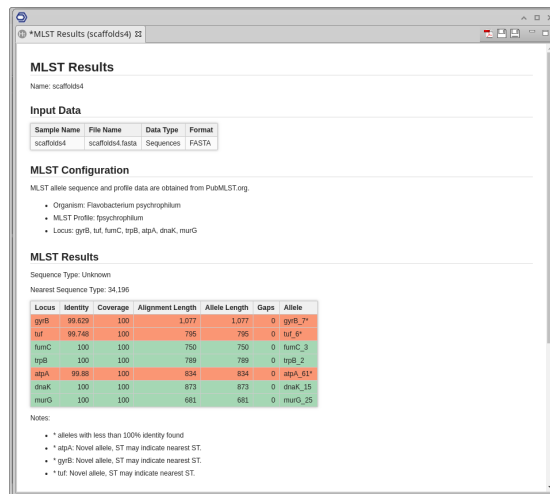 *MLST Results (scaffolds4)
MLST Results
Name: scaffolds4
Input Data
Sample Name File Name Data Type Format
scaffolds4 scaffolds4.fasta Sequences FASTA
MLST Configuration
MLST allele sequence and profile data are obtained from PubMLST.org.
• Organism: Flavobacterium psychrophilum
• MLST Profile: fpsychrophilum
• Locus: gyrB, tuf, fumC, trpB, atpA, dnaK, murG
MLST Results
Sequence Type: Unknown
Nearest Sequence Type: 34,196
Locus Identity Coverage Alignment Length Allele Length Gaps Allele
gyrB 99.629 100 1,077 1,077 0 gyrB_7*
tuf 99.748 100 795 795 0 tuf_6*
fumC 100 100 750 750 0 fumC_3
trpB 100 100 789 789 0 trpB_2
atpA 99.88 100 834 834 0 atpA_61*
dnaK 100 100 873 873 0 dnaK_15
murG 100 100 681 681 0 murG_25
Notes:
• * alleles with less than 100% identity found
• * atpA: Novel allele, ST may indicate nearest ST.
• * gyrB: Novel allele, ST may indicate nearest ST.
• * tuf: Novel allele, ST may indicate nearest ST.